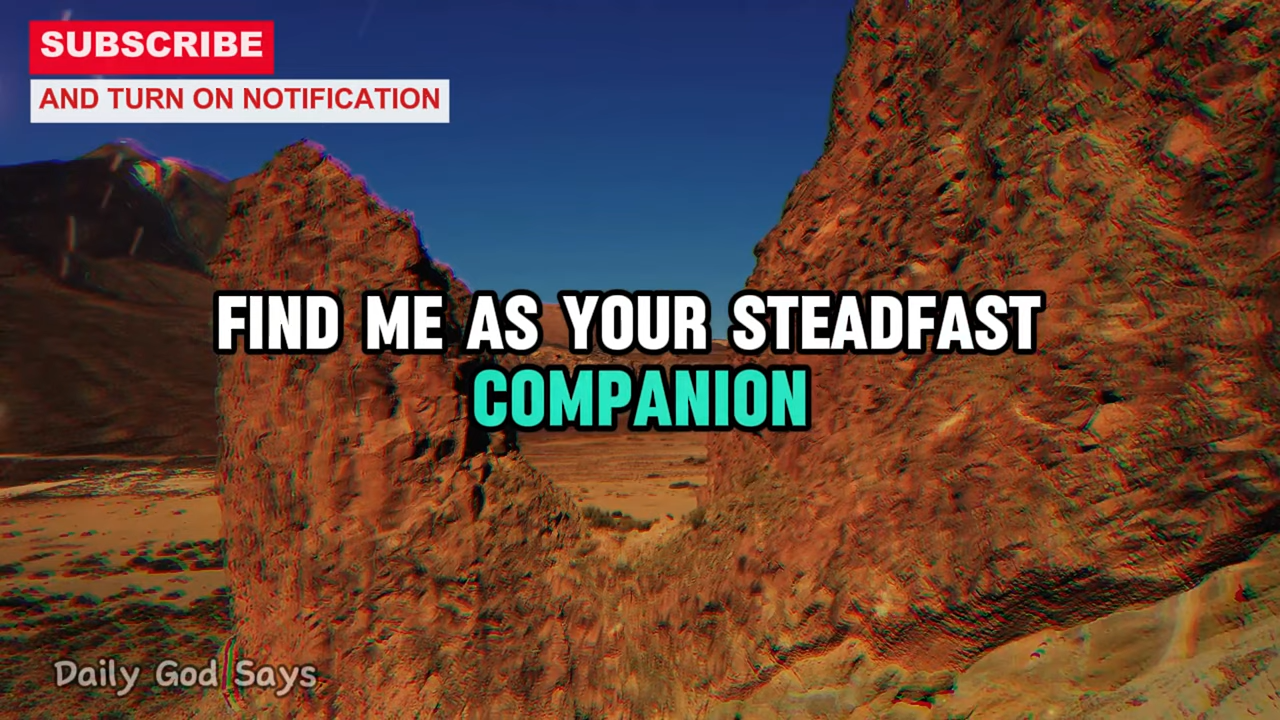 SUBSCRIBE
AND TURN ON NOTIFICATION
FIND ME AS YOUR STEADFAST
COMPANION
Daily God Says